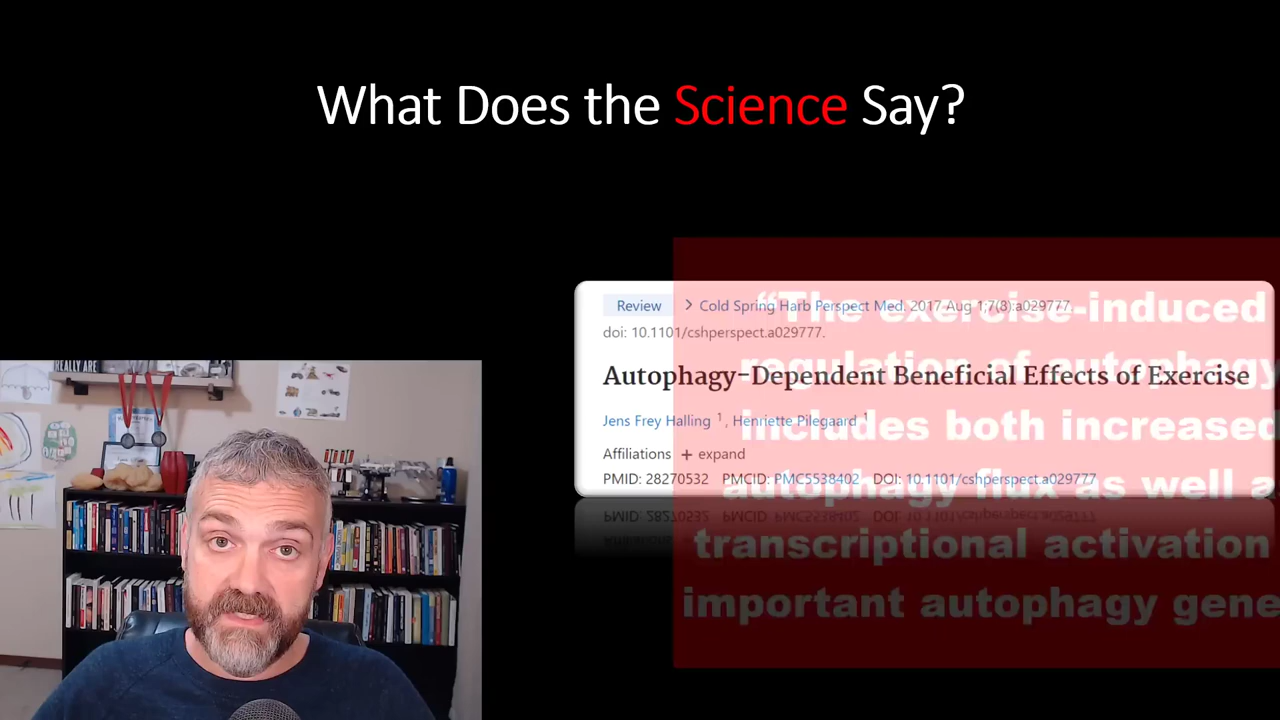 What Does the Science Say?
Review > Cold Spring Harb Perspect Med. 2017 Aug 1;7(8):a029777.
doi: 10.1101/cshperspect.a029777.
Autophagy-Dependent Beneficial Effects of Exercise
Jens Frey Halling 1, Henriette Pilegaard 1
Affiliations + expand
PMID: 28270532 PMCID: PMC5538402 DOI: 10.1101/cshperspect.a029777
“The exercise-induced
regulation of autophagy
includes both increased
autophagy flux as well a
transcriptional activation
important autophagy gene
REALLY ARE